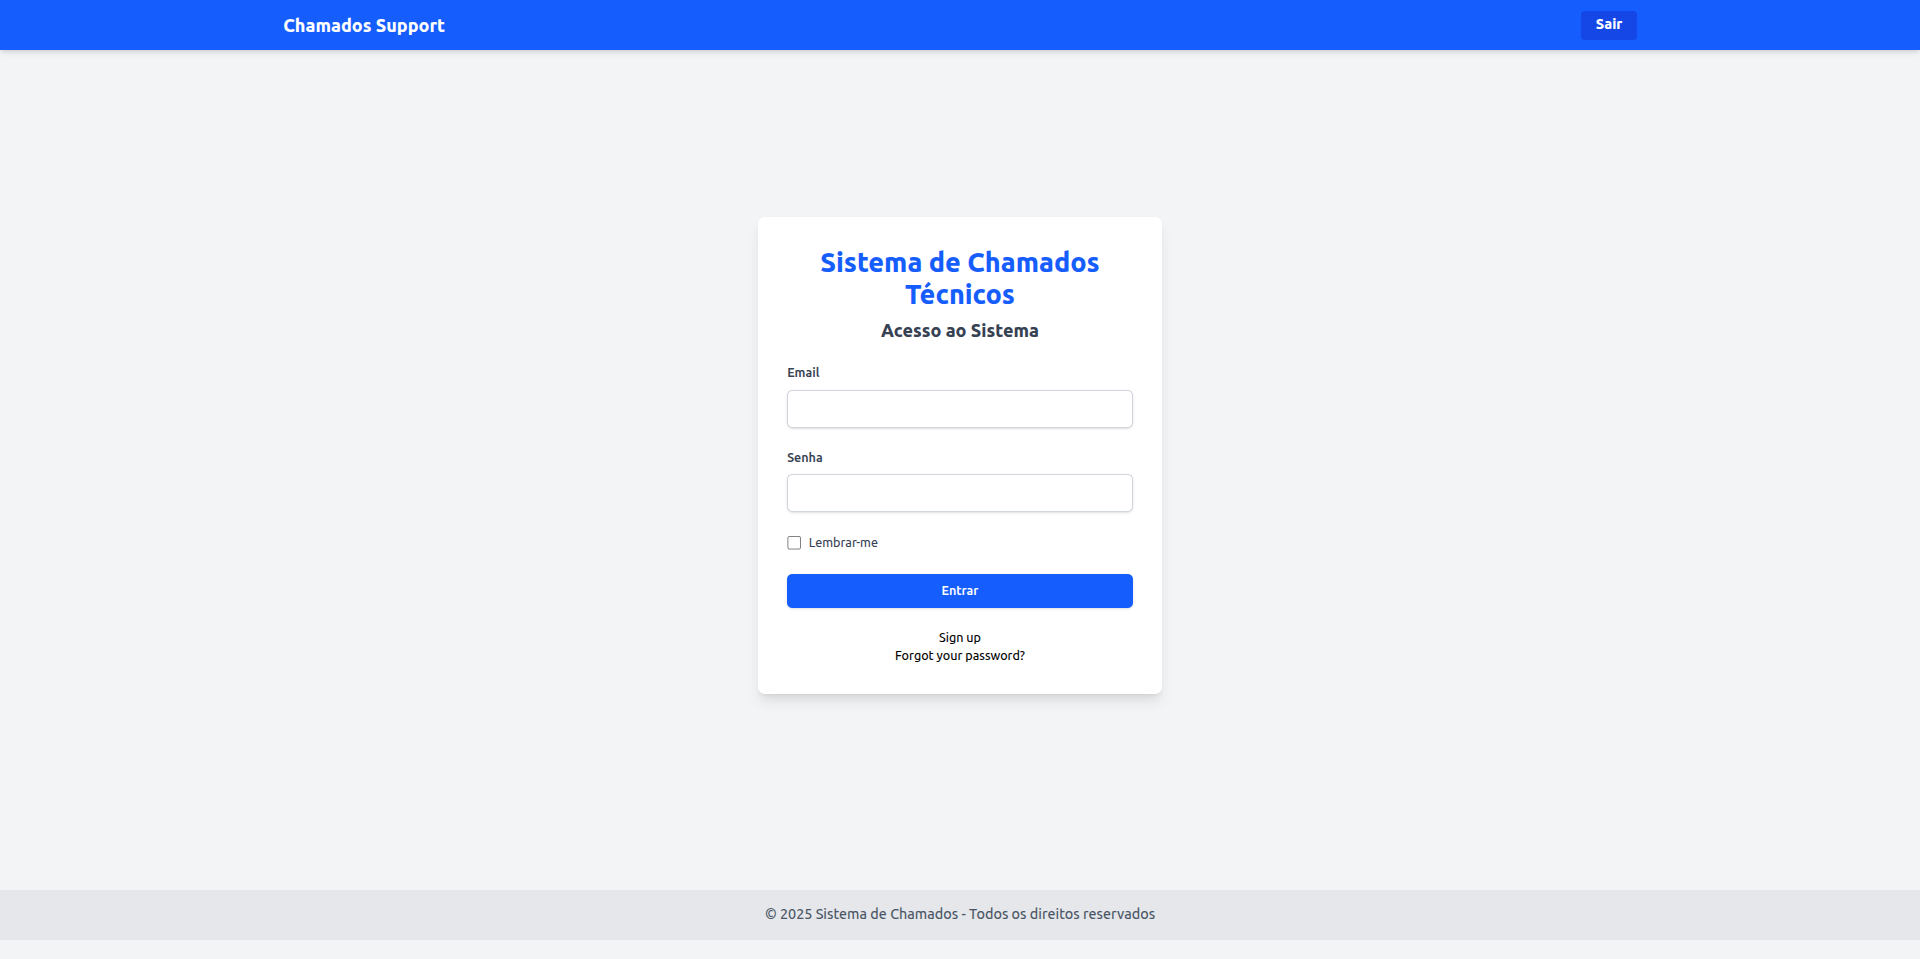 Chamados Support
Sair
Sistema de Chamados
Técnicos
Acesso ao Sistema
Email
Senha
Lembrar-me
Entrar
Sign up
Forgot your password?
© 2025 Sistema de Chamados - Todos os direitos reservados